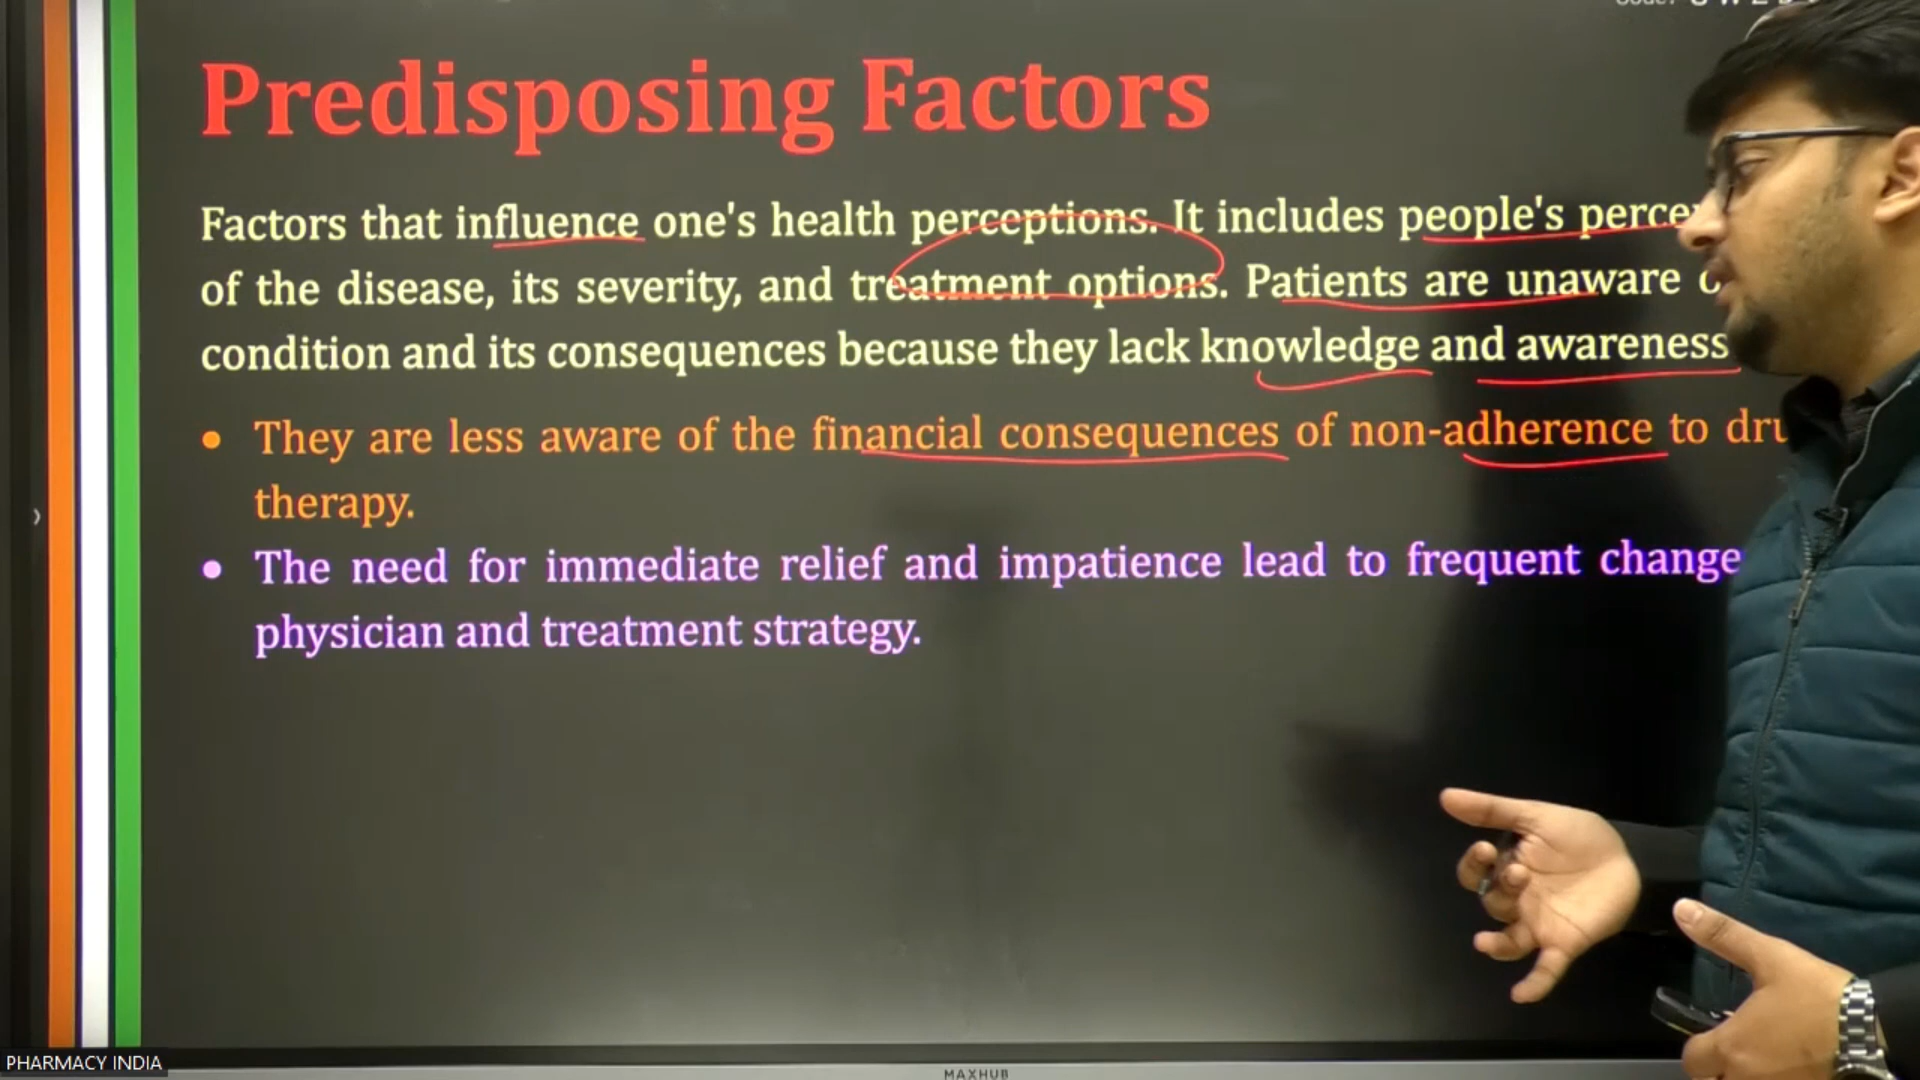 Predisposing Factors
Factors that influence one's health perceptions. It includes people's
of the disease, its severity, and treatment options. Patients are unaware
condition and its consequences because they lack knowledge and awareness
• They are less aware of the financial consequences of non-adherence to
therapy.
• The need for immediate relief and impatience lead to frequent change
physician and treatment strategy.
PHARMACY INDIA
MAXHUB